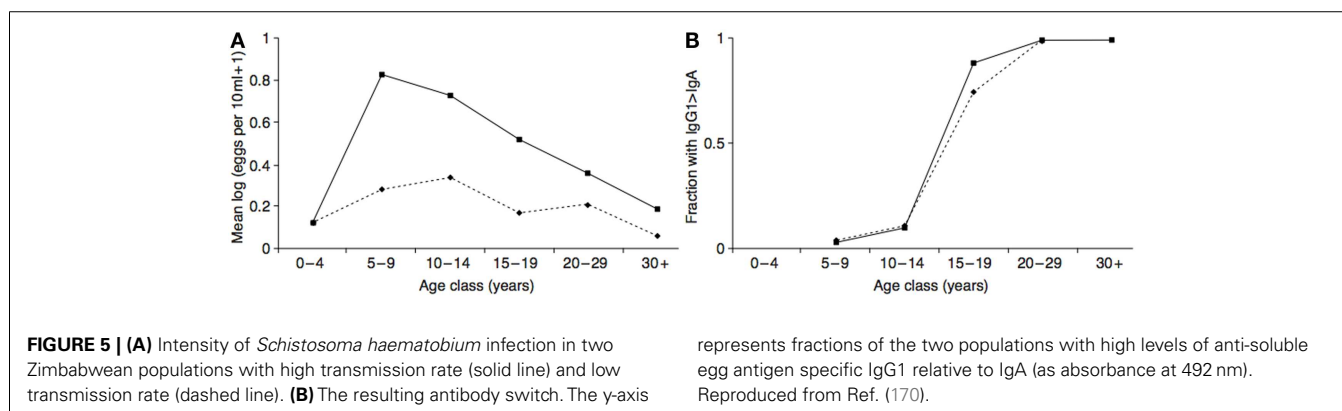 A
1
0.8
0.6
0.4
0.2
0
Mean log (eggs per 10 ml+1)
0–4 5–9 10–14 15–19 20–29 30+
Age class (years)
B
1
0.5
0
Fraction with IgG1>IgA
0–4 5–9 10–14 15–19 20–29 30+
Age class (years)
FIGURE 5 | (A) Intensity of Schistosoma haematobium infection in two
Zimbabwean populations with high transmission rate (solid line) and low
transmission rate (dashed line). (B) The resulting antibody switch. The y-axis
represents fractions of the two populations with high levels of anti-soluble
egg antigen specific IgG1 relative to IgA (as absorbance at 492 nm).
Reproduced from Ref. (170).